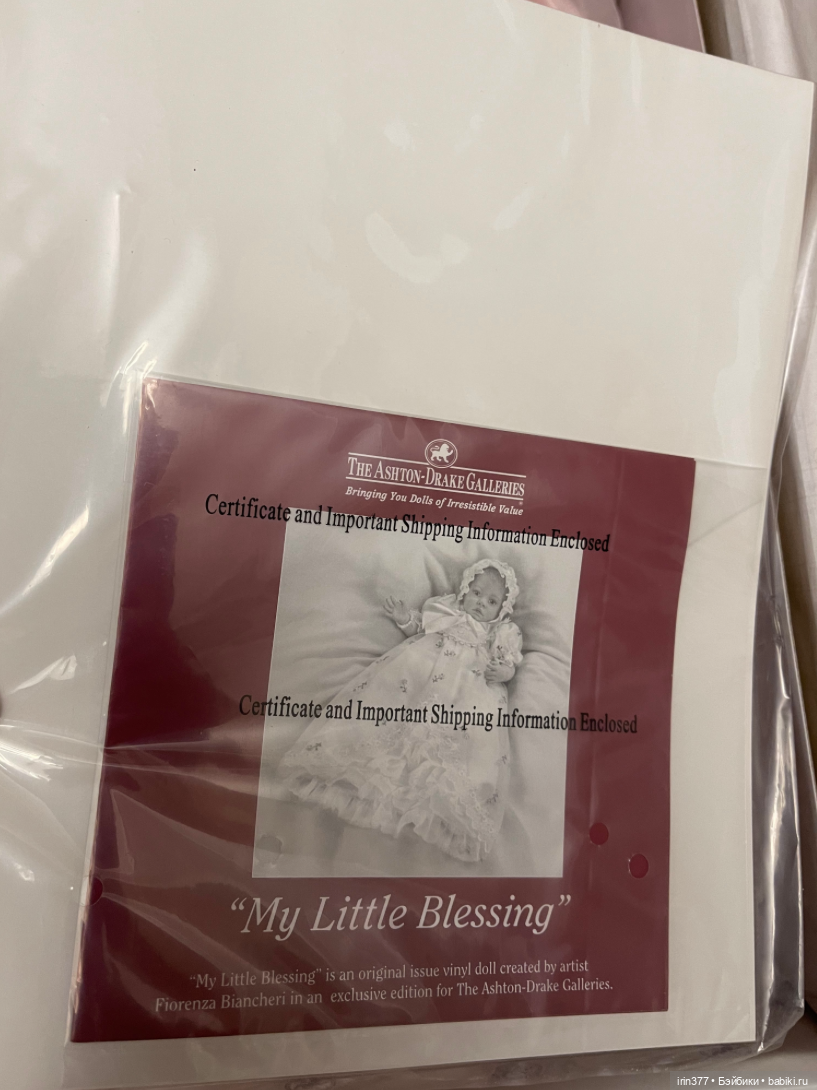 THE ASHTON-DRAKE GALLERIES
Bringing You Dolls of Irresistible Value
Certificate and Important Shipping Information Enclosed
Certificate and Important Shipping Information Enclosed
“My Little Blessing”
“My Little Blessing” is an original issue vinyl doll created by artist
Fiorenza Biancheri in an exclusive edition for The Ashton-Drake Galleries.
irin377 • Бэйбики • babiki.ru